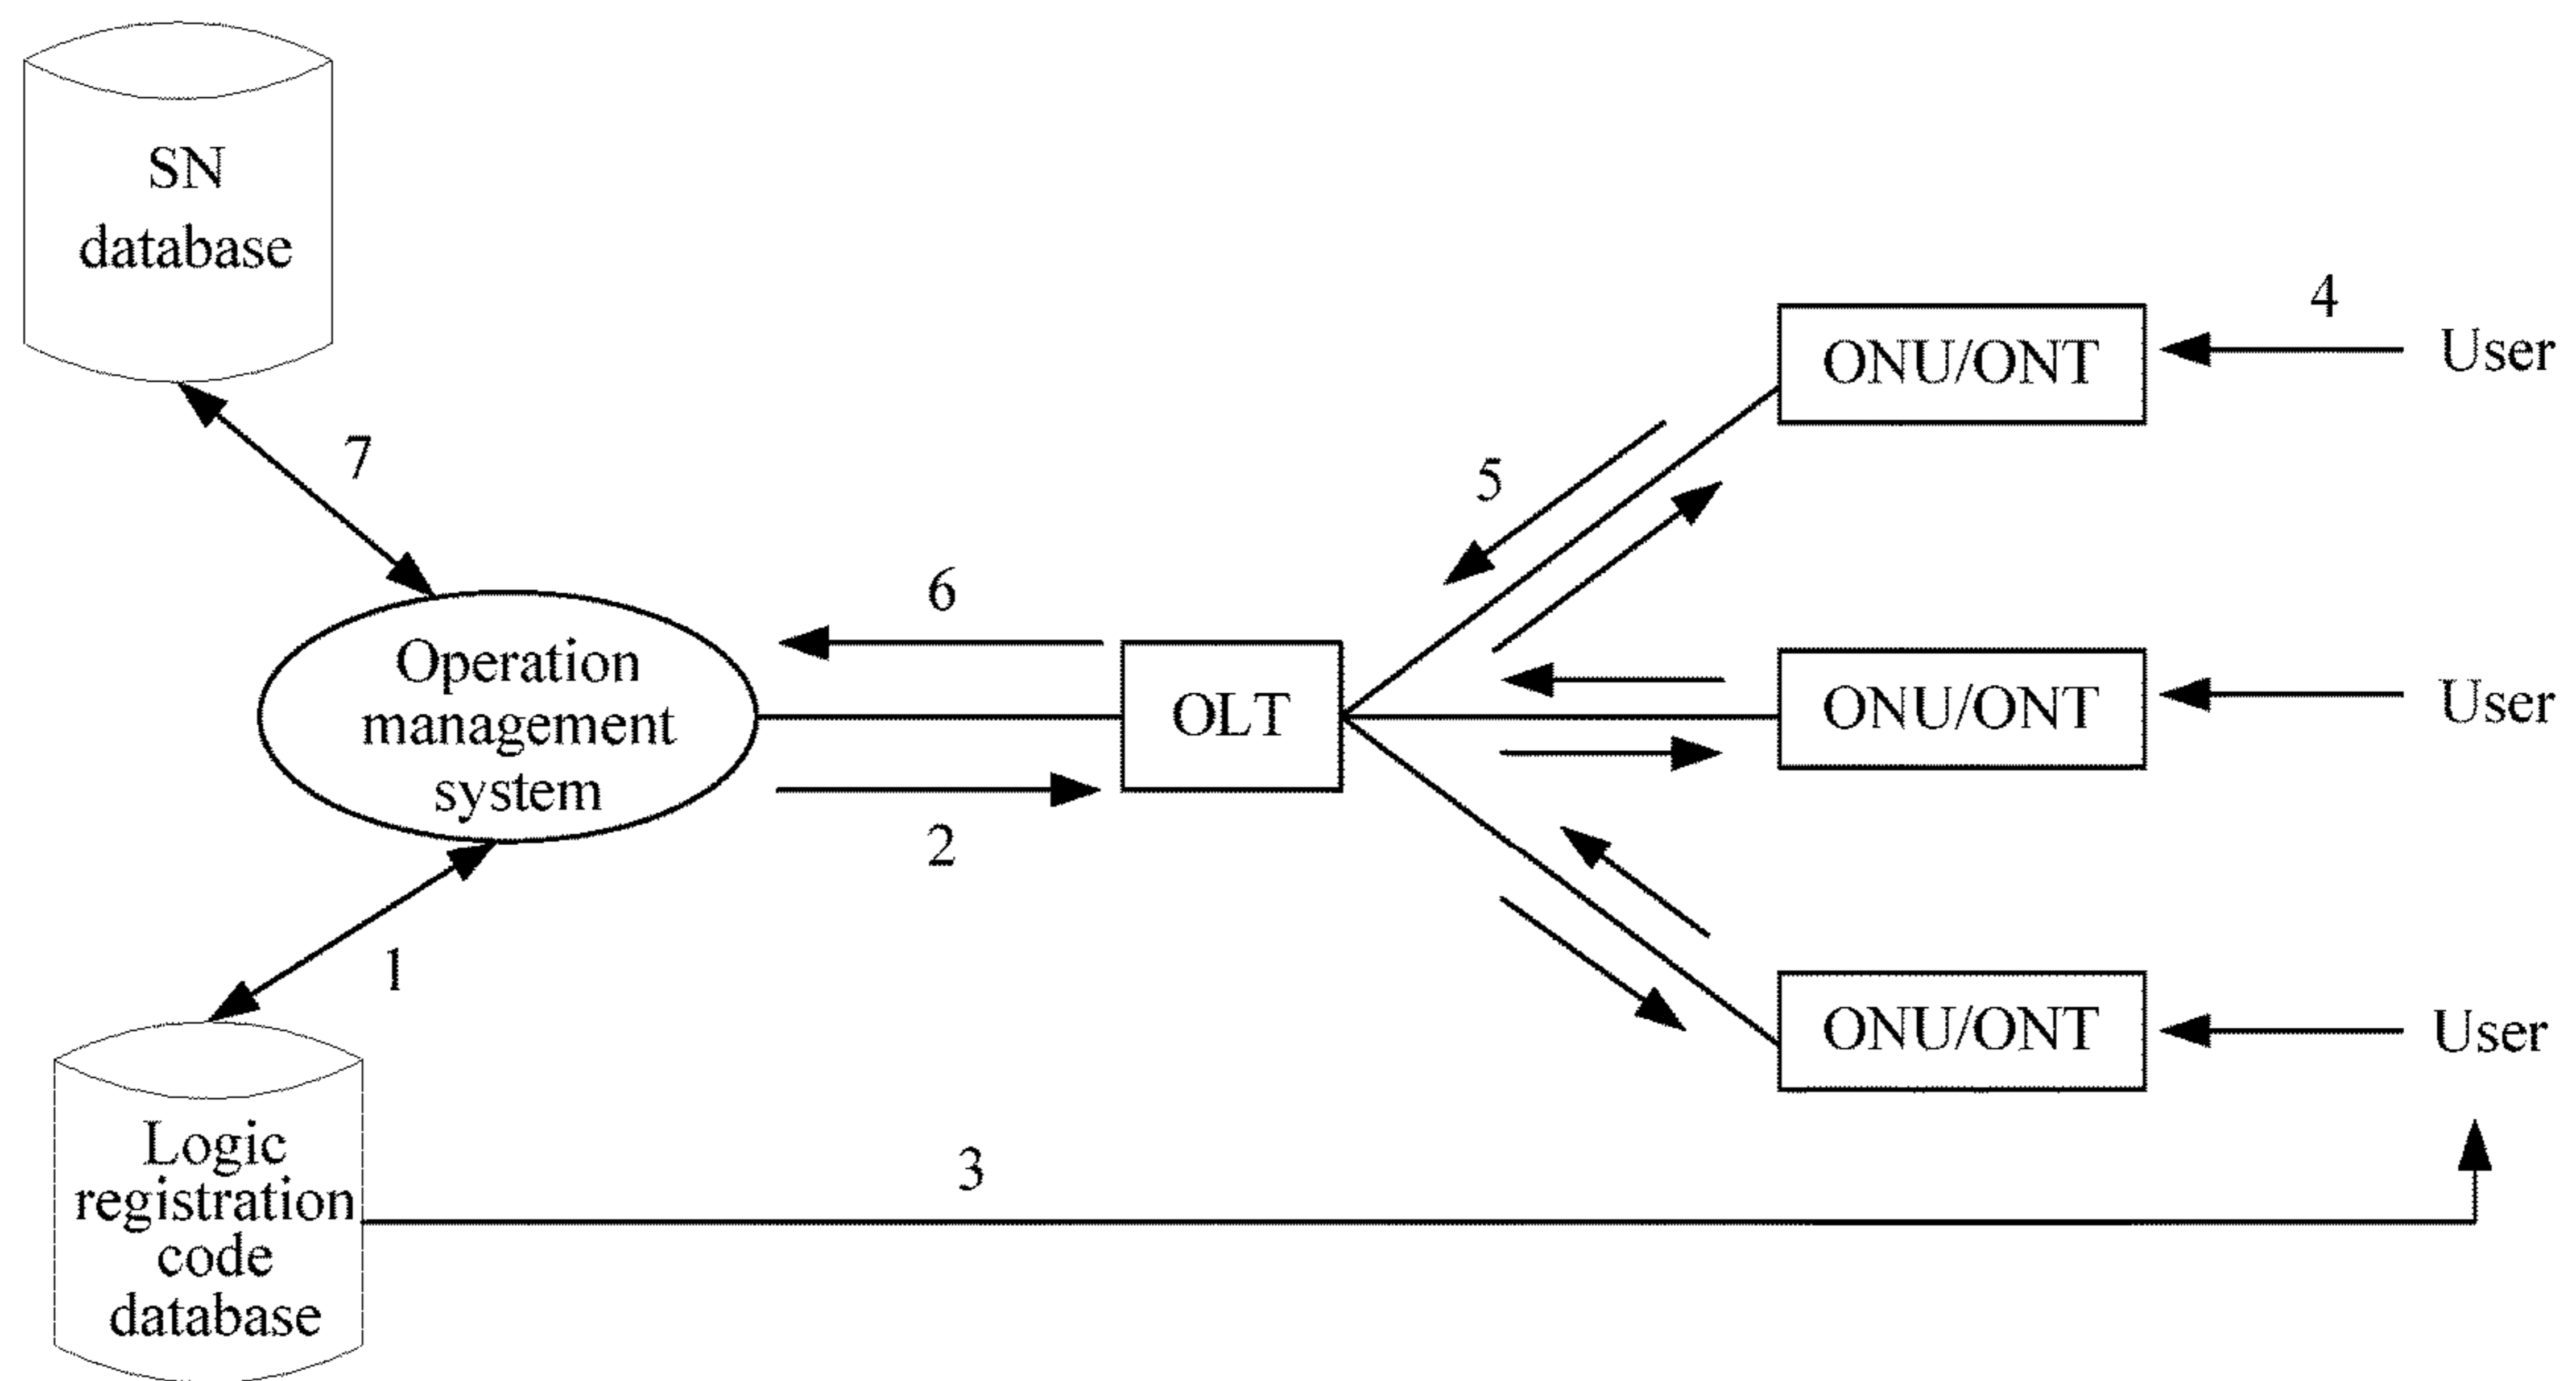 SN
database
7
Operation
management
system
1
Logic
registration
code
database
6
2
OLT
3
5
ONU/ONT
4
User
ONU/ONT
User
ONU/ONT
User